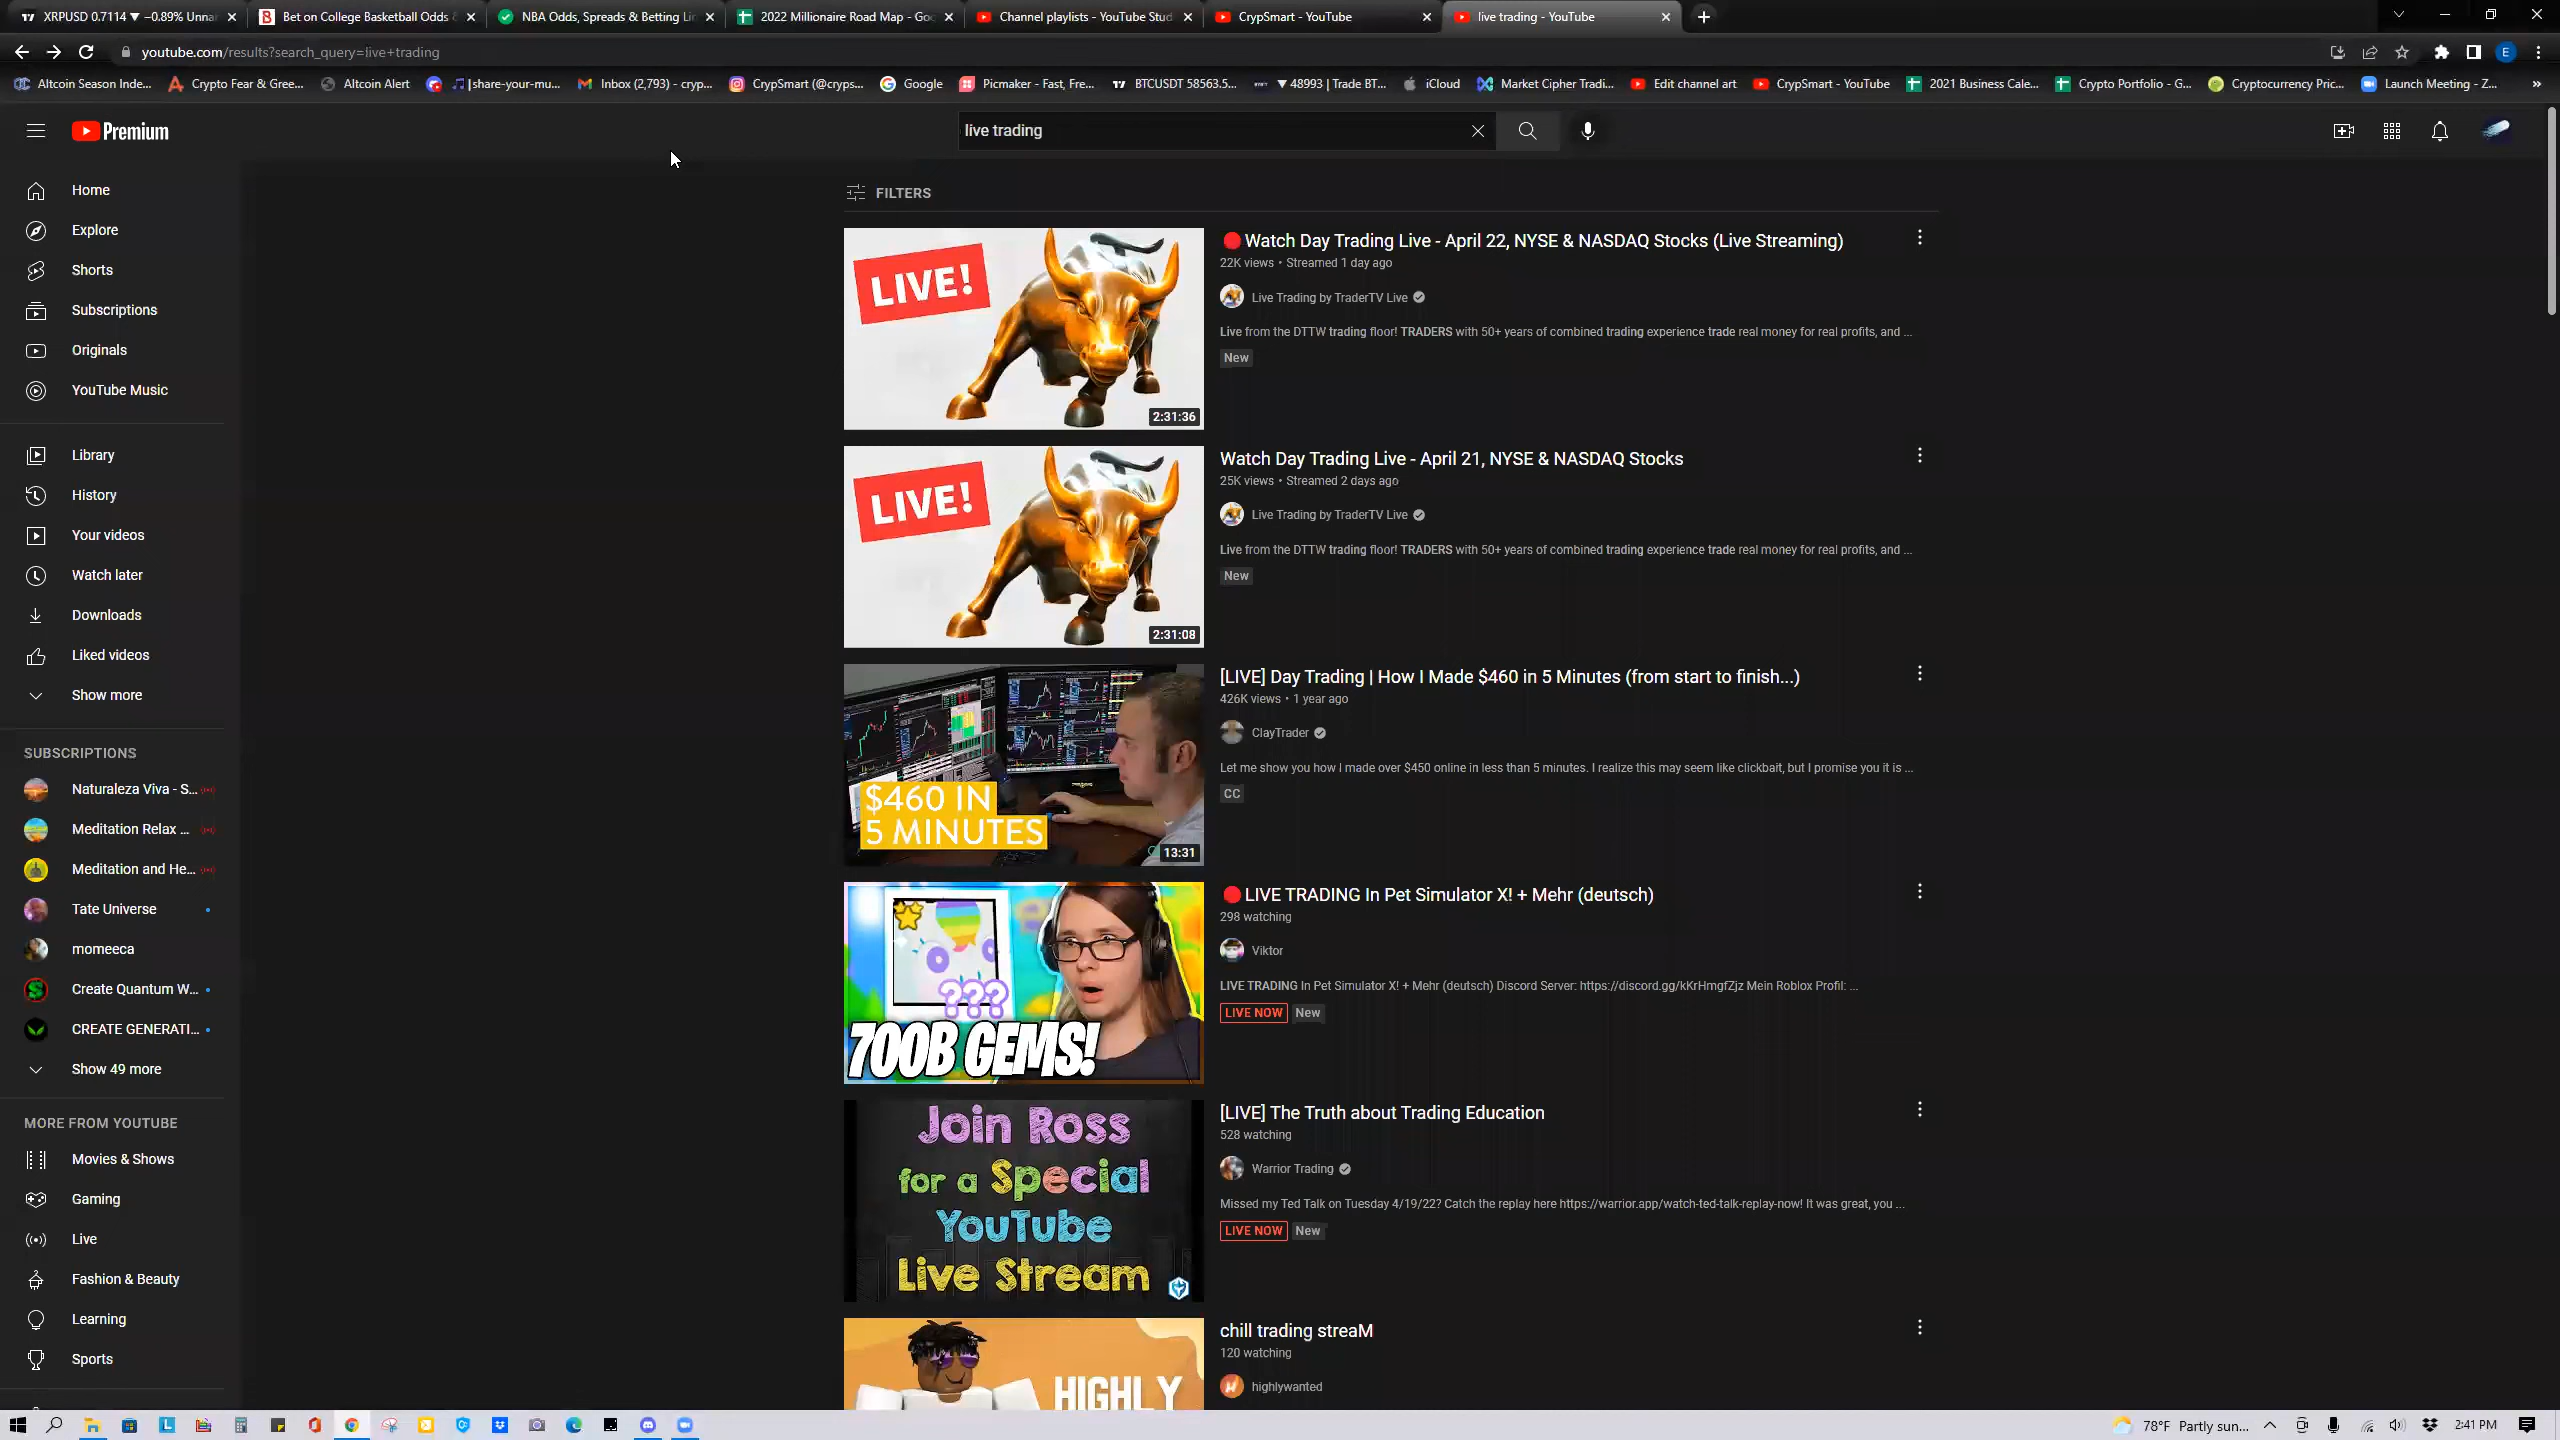 XRPUSD 0.7114 ▼ −0.89% Unnar
Bet on College Basketball Odds &
NBA Odds, Spreads & Betting Lin
2022 Millionaire Road Map - Goo
Channel playlists - YouTube Stud
CrypSmart - YouTube
live trading - YouTube
youtube.com/results?search_query=live+trading
Altcoin Season Inde...
Crypto Fear & Gree...
Altcoin Alert
|share-your-mu...
Inbox (2,793) - cryp...
CrypSmart (@cryps...
Google
Picmaker - Fast, Fre...
BTCUSDT 58563.5...
▼ 48993 | Trade BT...
iCloud
Market Cipher Tradi...
Edit channel art
CrypSmart - YouTube
2021 Business Cale...
Crypto Portfolio - G...
Cryptocurrency Pric...
Launch Meeting - Z...
Premium
live trading
Home
Explore
Shorts
Subscriptions
Originals
YouTube Music
Library
History
Your videos
Watch later
Downloads
Liked videos
Show more
SUBSCRIPTIONS
Naturaleza Viva - S...
Meditation Relax ...
Meditation and He...
Tate Universe
momeeca
Create Quantum W...
CREATE GENERATI...
Show 49 more
MORE FROM YOUTUBE
Movies & Shows
Gaming
Live
Fashion & Beauty
Learning
Sports
FILTERS
LIVE!
2:31:36
Watch Day Trading Live - April 22, NYSE & NASDAQ Stocks (Live Streaming)
22K views • Streamed 1 day ago
Live Trading by TraderTV Live
Live from the DTTW trading floor! TRADERS with 50+ years of combined trading experience trade real money for real profits, and ...
New
LIVE!
2:31:08
Watch Day Trading Live - April 21, NYSE & NASDAQ Stocks
25K views • Streamed 2 days ago
Live Trading by TraderTV Live
Live from the DTTW trading floor! TRADERS with 50+ years of combined trading experience trade real money for real profits, and ...
New
$460 IN
5 MINUTES
13:31
[LIVE] Day Trading | How I Made $460 in 5 Minutes (from start to finish...)
426K views • 1 year ago
ClayTrader
Let me show you how I made over $450 online in less than 5 minutes. I realize this may seem like clickbait, but I promise you it is ...
CC
???
700B GEMS!
LIVE TRADING In Pet Simulator X! + Mehr (deutsch)
298 watching
Viktor
LIVE TRADING In Pet Simulator X! + Mehr (deutsch) Discord Server: https://discord.gg/kKrHmgfZjz Mein Roblox Profil: ...
LIVE NOW New
Join Ross
for a Special
YouTube
Live Stream
[LIVE] The Truth about Trading Education
528 watching
Warrior Trading
Missed my Ted Talk on Tuesday 4/19/22? Catch the replay here https://warrior.app/watch-ted-talk-replay-now! It was great, you ...
LIVE NOW New
HIGHLY
chill trading streaM
120 watching
highlywanted
78°F Partly sun...
2:41 PM